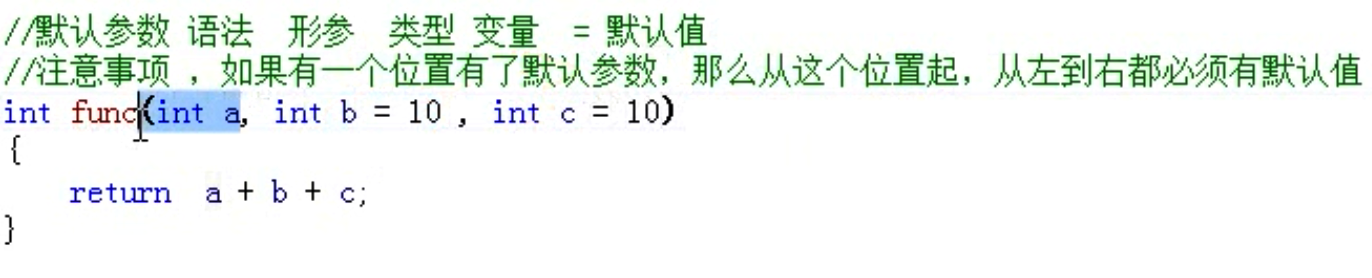 //默认参数 语法  形参  类型 变量  = 默认值
//注意事项 ，如果有一个位置有了默认参数，那么从这个位置起，从左到右都必须有默认值
int func(int a, int b = 10 , int c = 10)
{
    return  a + b + c;
}